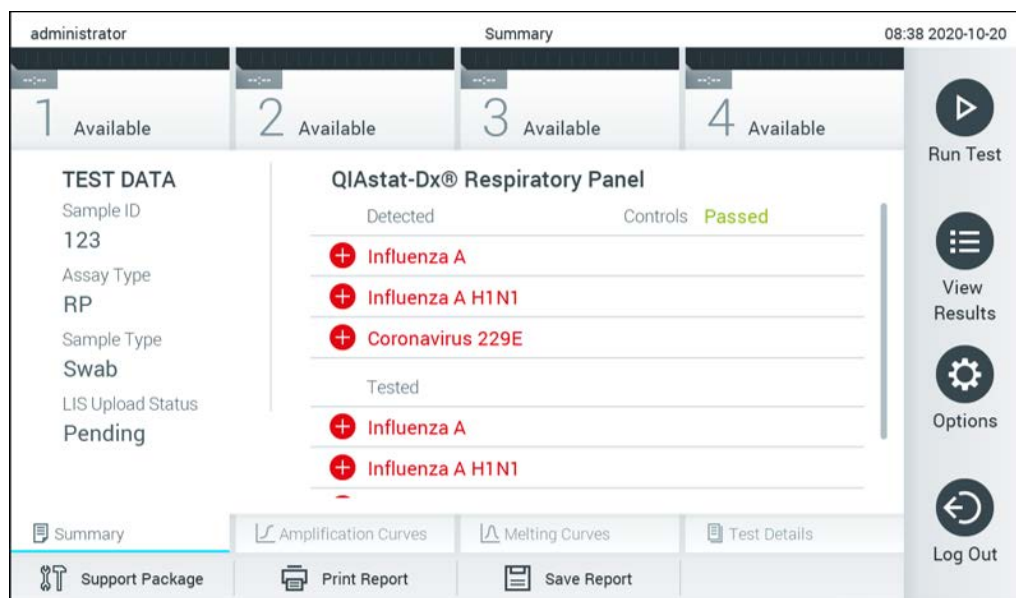 administrator
Summary
08:38 2020-10-20
--:--
--:--
--:--
--:--
1 Available
2 Available
3 Available
4 Available
Run Test
View
Results
Options
Log Out
TEST DATA
Sample ID
123
Assay Type
RP
Sample Type
Swab
LIS Upload Status
Pending
QIAstat-Dx® Respiratory Panel
Detected
Controls Passed
Influenza A
Influenza A H1N1
Coronavirus 229E
Tested
Influenza A
Influenza A H1N1
Summary
Amplification Curves
Melting Curves
Test Details
Support Package
Print Report
Save Report